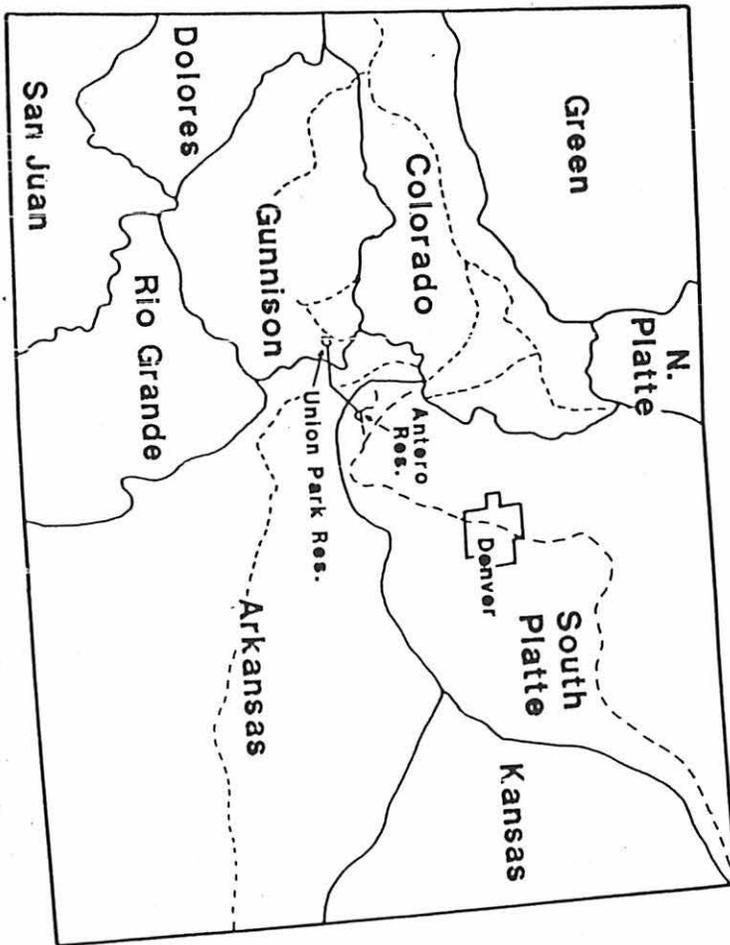 Green
N.
Platte
Colorado
Dolores
San Juan
Gunnison
Rio Grande
Antero
Res.
Union Park Res.
Denver
South
Platte
Arkansas
Kansas